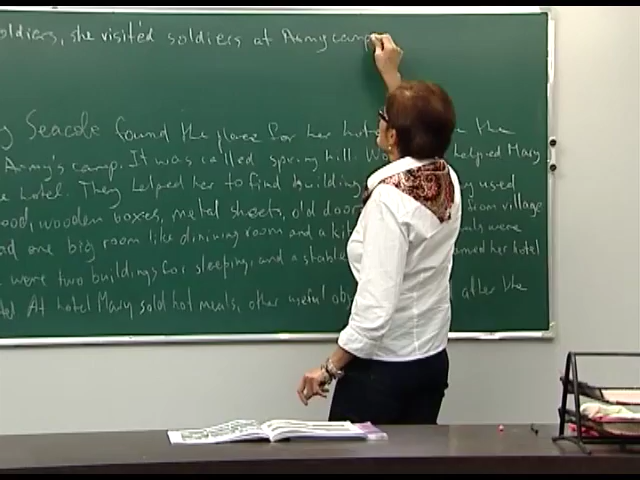 oldiers, she visited soldiers at Army camp
y Seacole found the place for her the
Army's camp. It was called spring hill. helped Mary
hotel. They helped her to find building used
ood, wooden boxes, metal sheets, old from village
ad one big room like dinining room and a were
were two buildings for sleeping, and a stable her hotel
tel At hotel Mary sold hot meals, other useful after the